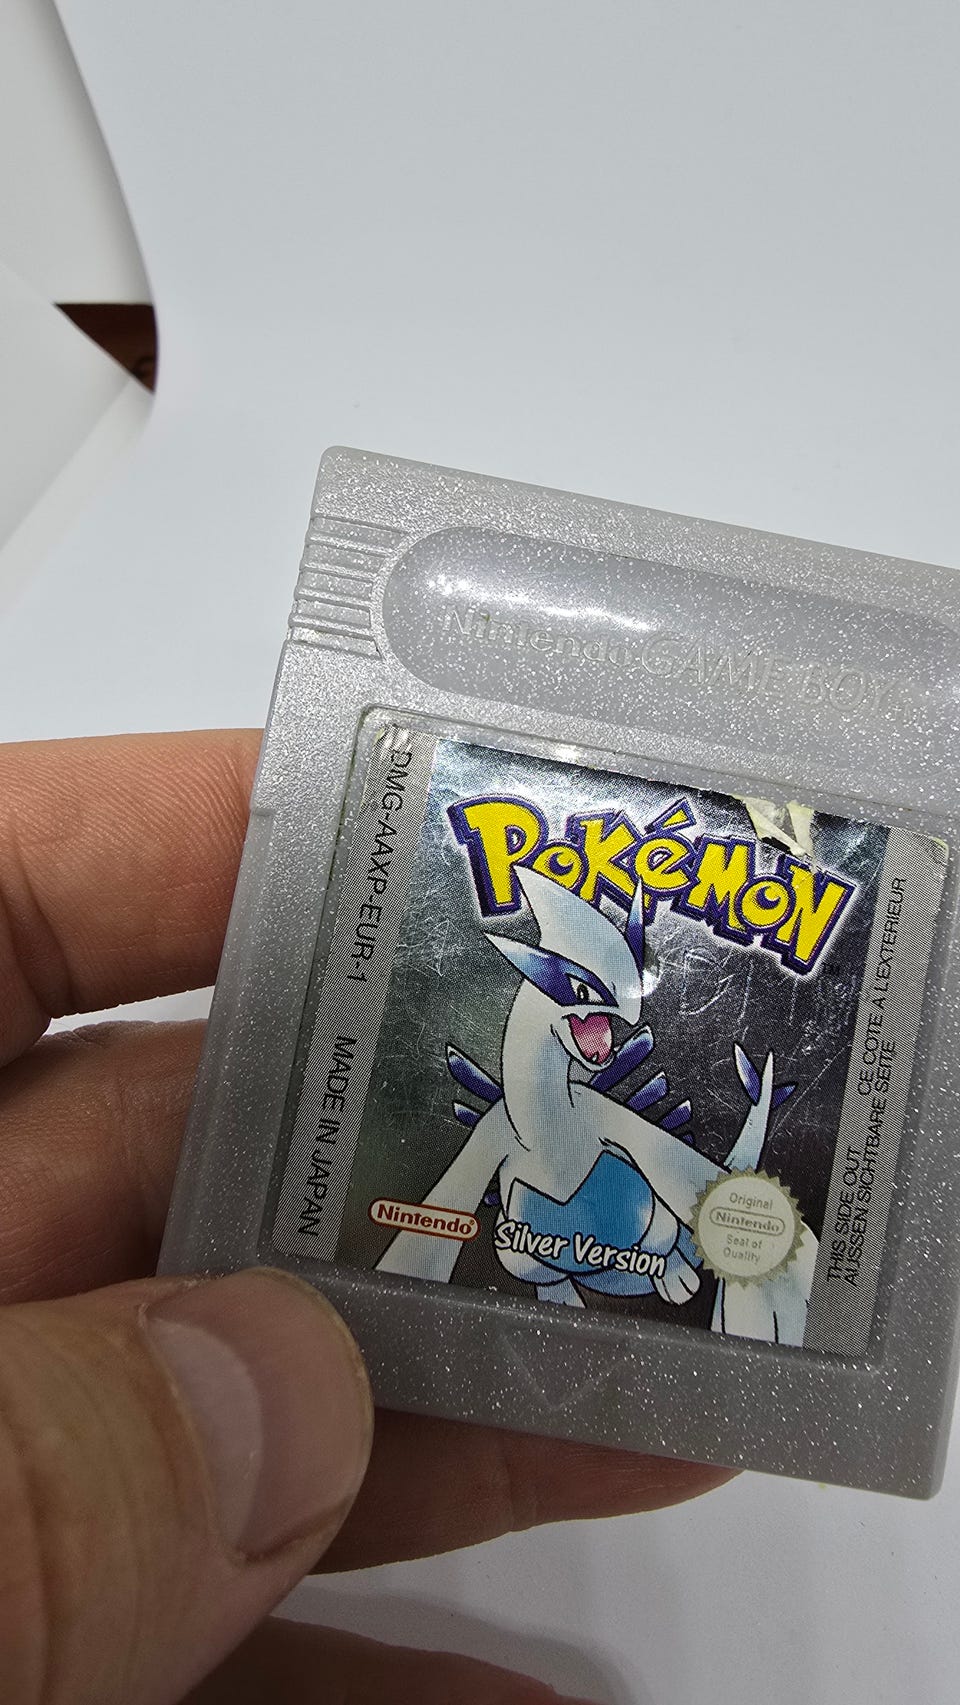 Nintendo GAME BOY
DMG-AAXP-EUR-1 MADE IN JAPAN
POKÉMON
TM
Nintendo®
Silver Version
Original
Nintendo
Seal of
Quality
THIS SIDE OUT CE COTE A L'EXTERIEUR
AUSSEN SICHTBARE SEITE